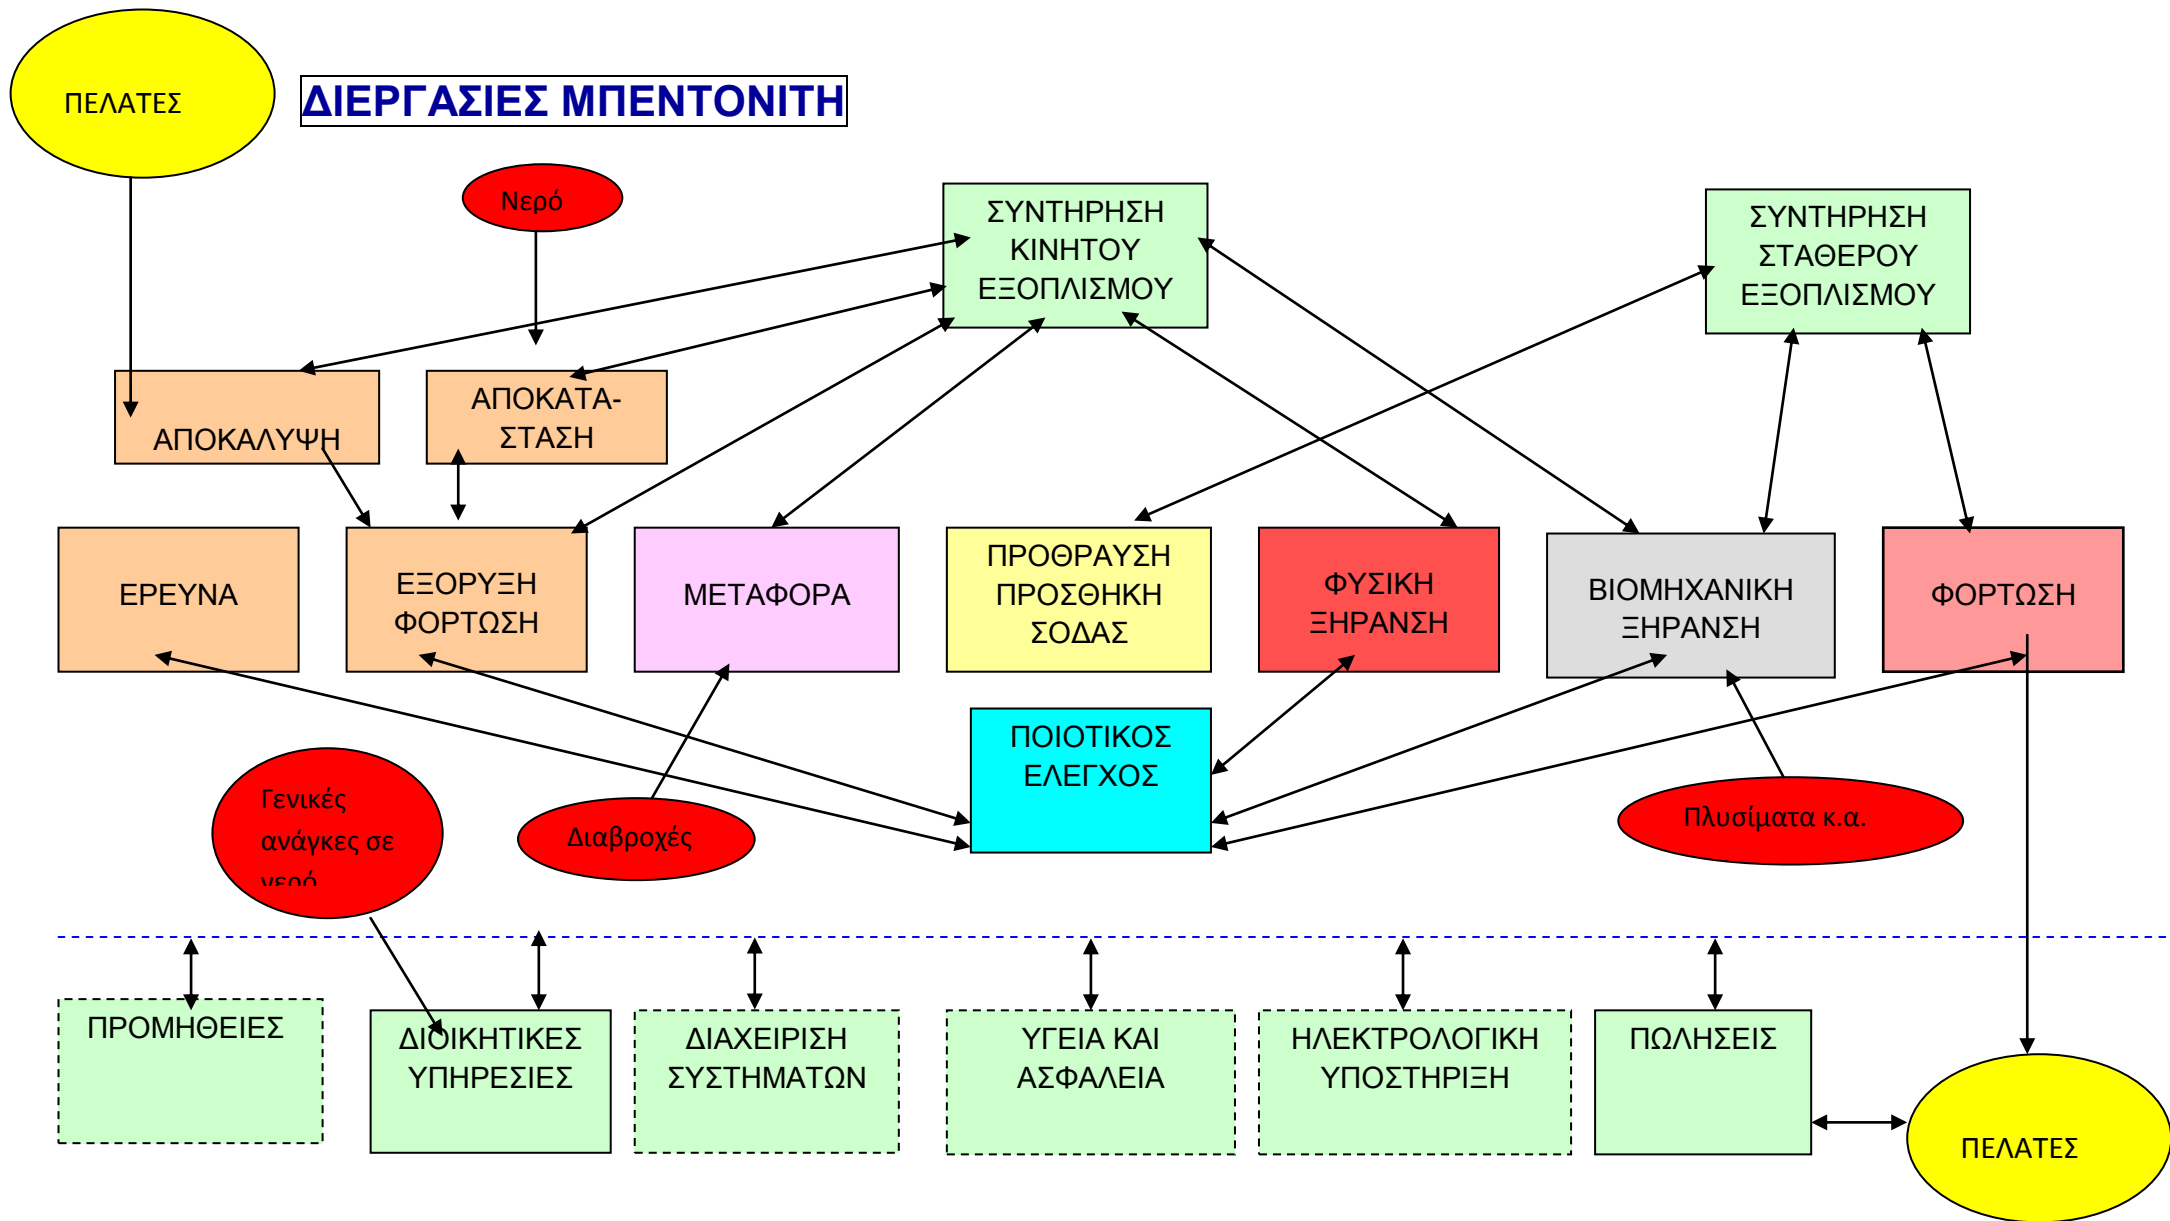 ΠΕΛΑΤΕΣ
ΔΙΕΡΓΑΣΙΕΣ ΜΠΕΝΤΟΝΙΤΗ
Νερό
ΣΥΝΤΗΡΗΣΗ
ΚΙΝΗΤΟΥ
ΕΞΟΠΛΙΣΜΟΥ
ΣΥΝΤΗΡΗΣΗ
ΣΤΑΘΕΡΟΥ
ΕΞΟΠΛΙΣΜΟΥ
ΑΠΟΚΑΛΥΨΗ
ΑΠΟΚΑΤΑ-
ΣΤΑΣΗ
ΕΡΕΥΝΑ
ΕΞΟΡΥΞΗ
ΦΟΡΤΩΣΗ
ΜΕΤΑΦΟΡΑ
ΠΡΟΘΡΑΥΣΗ
ΠΡΟΣΘΗΚΗ
ΣΟΔΑΣ
ΦΥΣΙΚΗ
ΞΗΡΑΝΣΗ
ΒΙΟΜΗΧΑΝΙΚΗ
ΞΗΡΑΝΣΗ
ΦΟΡΤΩΣΗ
ΠΟΙΟΤΙΚΟΣ
ΕΛΕΓΧΟΣ
Γενικές
ανάγκες σε
νερό
Διαβροχές
Πλυσίματα κ.α.
ΠΡΟΜΗΘΕΙΕΣ
ΔΙΟΙΚΗΤΙΚΕΣ
ΥΠΗΡΕΣΙΕΣ
ΔΙΑΧΕΙΡΙΣΗ
ΣΥΣΤΗΜΑΤΩΝ
ΥΓΕΙΑ ΚΑΙ
ΑΣΦΑΛΕΙΑ
ΗΛΕΚΤΡΟΛΟΓΙΚΗ
ΥΠΟΣΤΗΡΙΞΗ
ΠΩΛΗΣΕΙΣ
ΠΕΛΑΤΕΣ